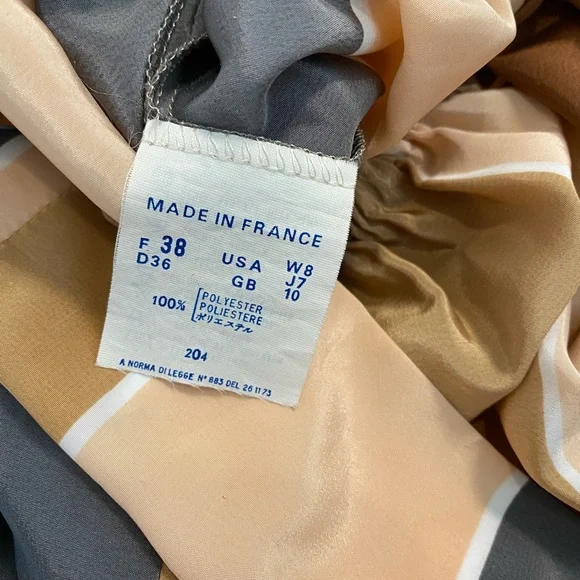 MADE IN FRANCE
F 38 USA W8
D36 J7
GB 10
100% [POLYESTER
POLIESTERE
ポリエステル
204
A NORMA DI LEGGE N° 883 DEL 26 11 73